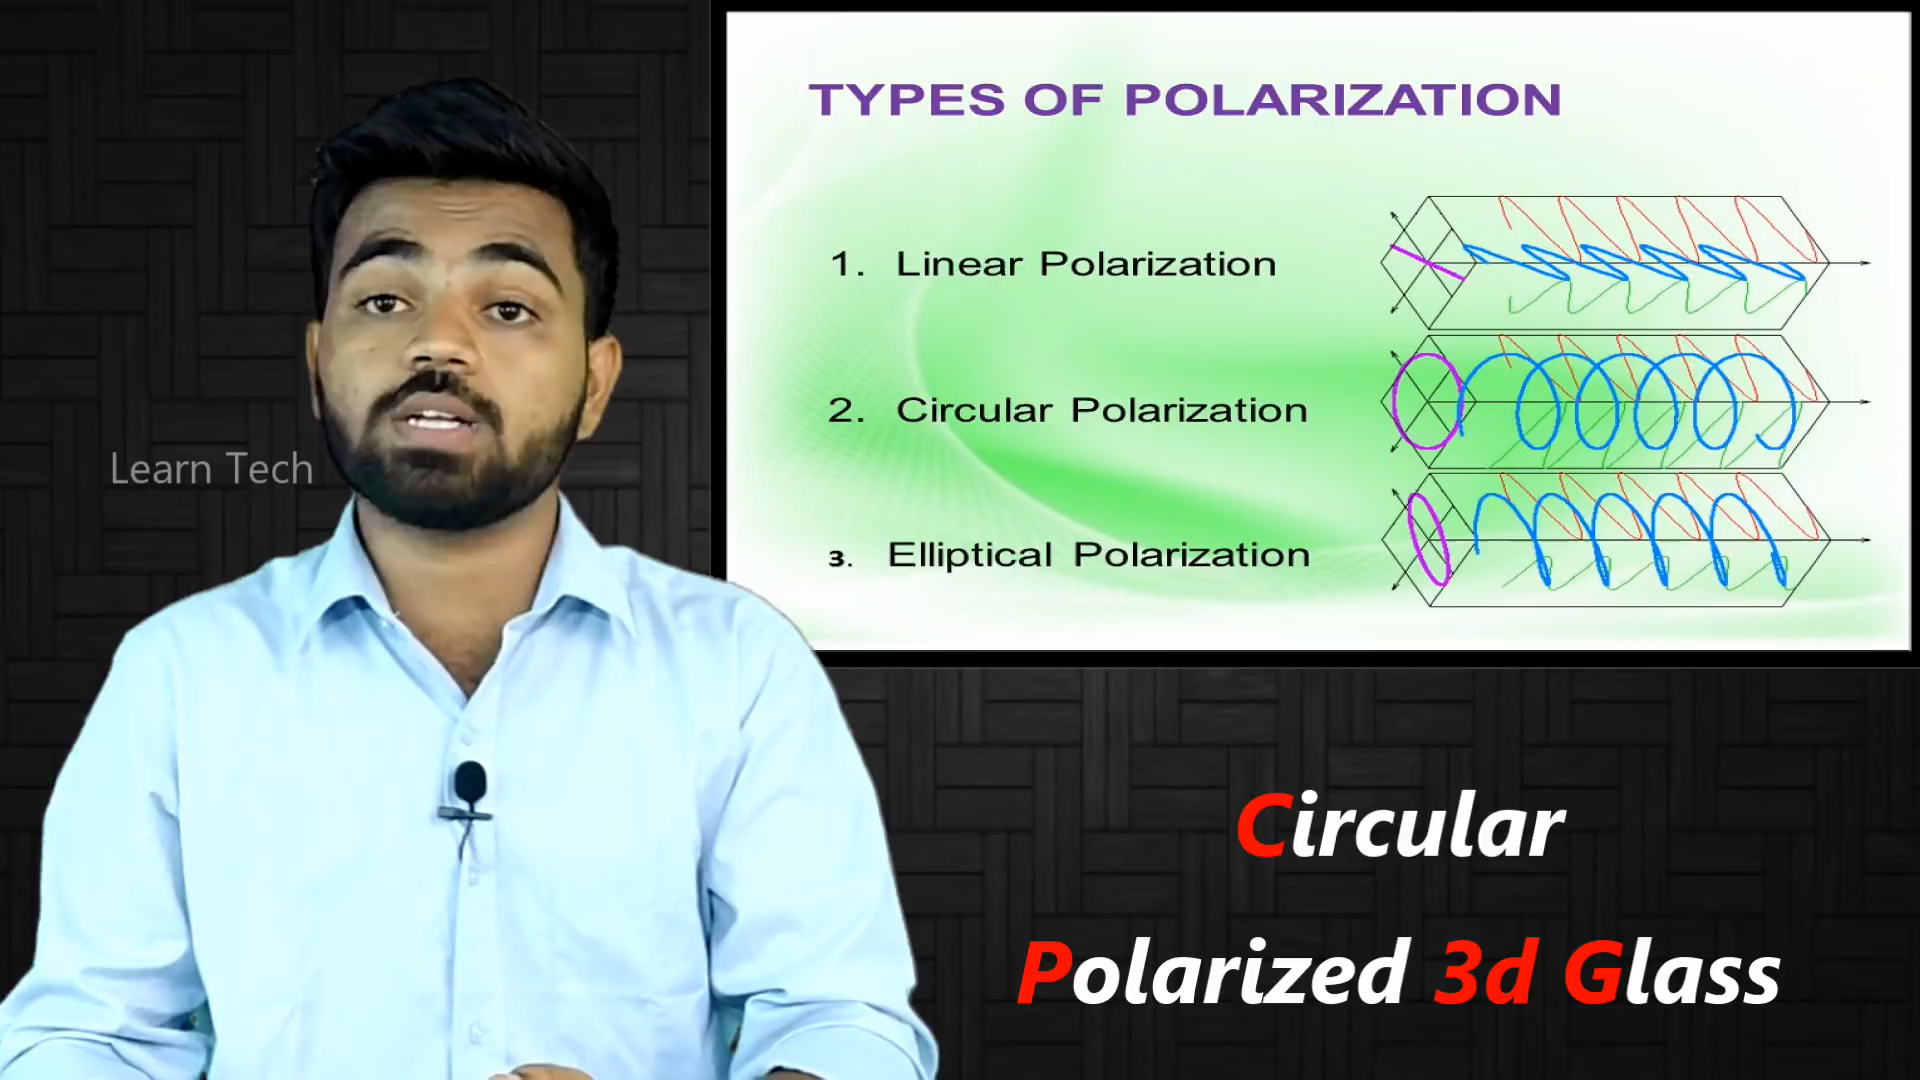 TYPES OF POLARIZATION
1. Linear Polarization
2. Circular Polarization
3. Elliptical Polarization
Learn Tech
Circular
Polarized 3d Glass